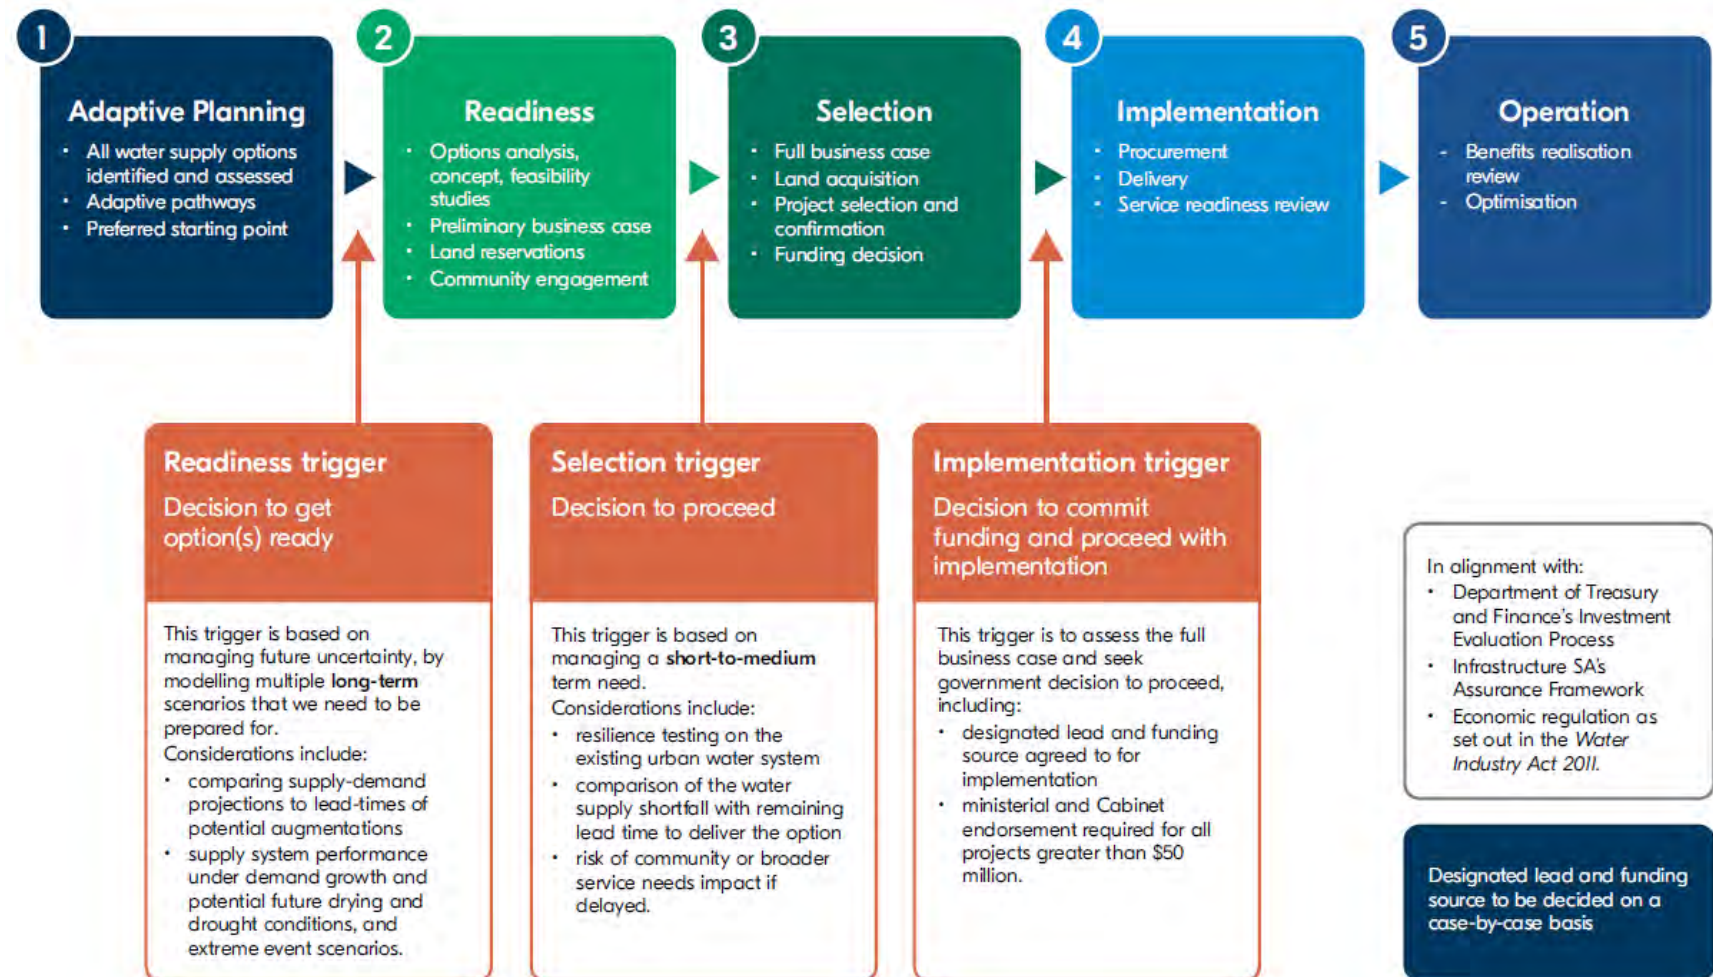 1
Adaptive Planning
· All water supply options
identified and assessed
· Adaptive pathways
· Preferred starting point
2
Readiness
· Options analysis,
concept, feasibility
studies
· Preliminary business case
· Land reservations
· Community engagement
3
Selection
· Full business case
· Land acquisition
· Project selection and
confirmation
· Funding decision
4
Implementation
· Procurement
· Delivery
· Service readiness review
5
Operation
- Benefits realisation
review
- Optimisation
Readiness trigger
Decision to get
option(s) ready
This trigger is based on
managing future uncertainty, by
modelling multiple long-term
scenarios that we need to be
prepared for.
Considerations include:
• comparing supply-demand
projections to lead-times of
potential augmentations
• supply system performance
under demand growth and
potential future drying and
drought conditions, and
extreme event scenarios.
Selection trigger
Decision to proceed
This trigger is based on
managing a short-to-medium
term need.
Considerations include:
• resilience testing on the
existing urban water system
• comparison of the water
supply shortfall with remaining
lead time to deliver the option
• risk of community or broader
service needs impact if
delayed.
Implementation trigger
Decision to commit
funding and proceed with
implementation
This trigger is to assess the full
business case and seek
government decision to proceed,
including:
• designated lead and funding
source agreed to for
implementation
• ministerial and Cabinet
endorsement required for all
projects greater than $50
million.
In alignment with:
• Department of Treasury
and Finance's Investment
Evaluation Process
• Infrastructure SA's
Assurance Framework
• Economic regulation as
set out in the Water
Industry Act 2011.
Designated lead and funding
source to be decided on a
case-by-case basis